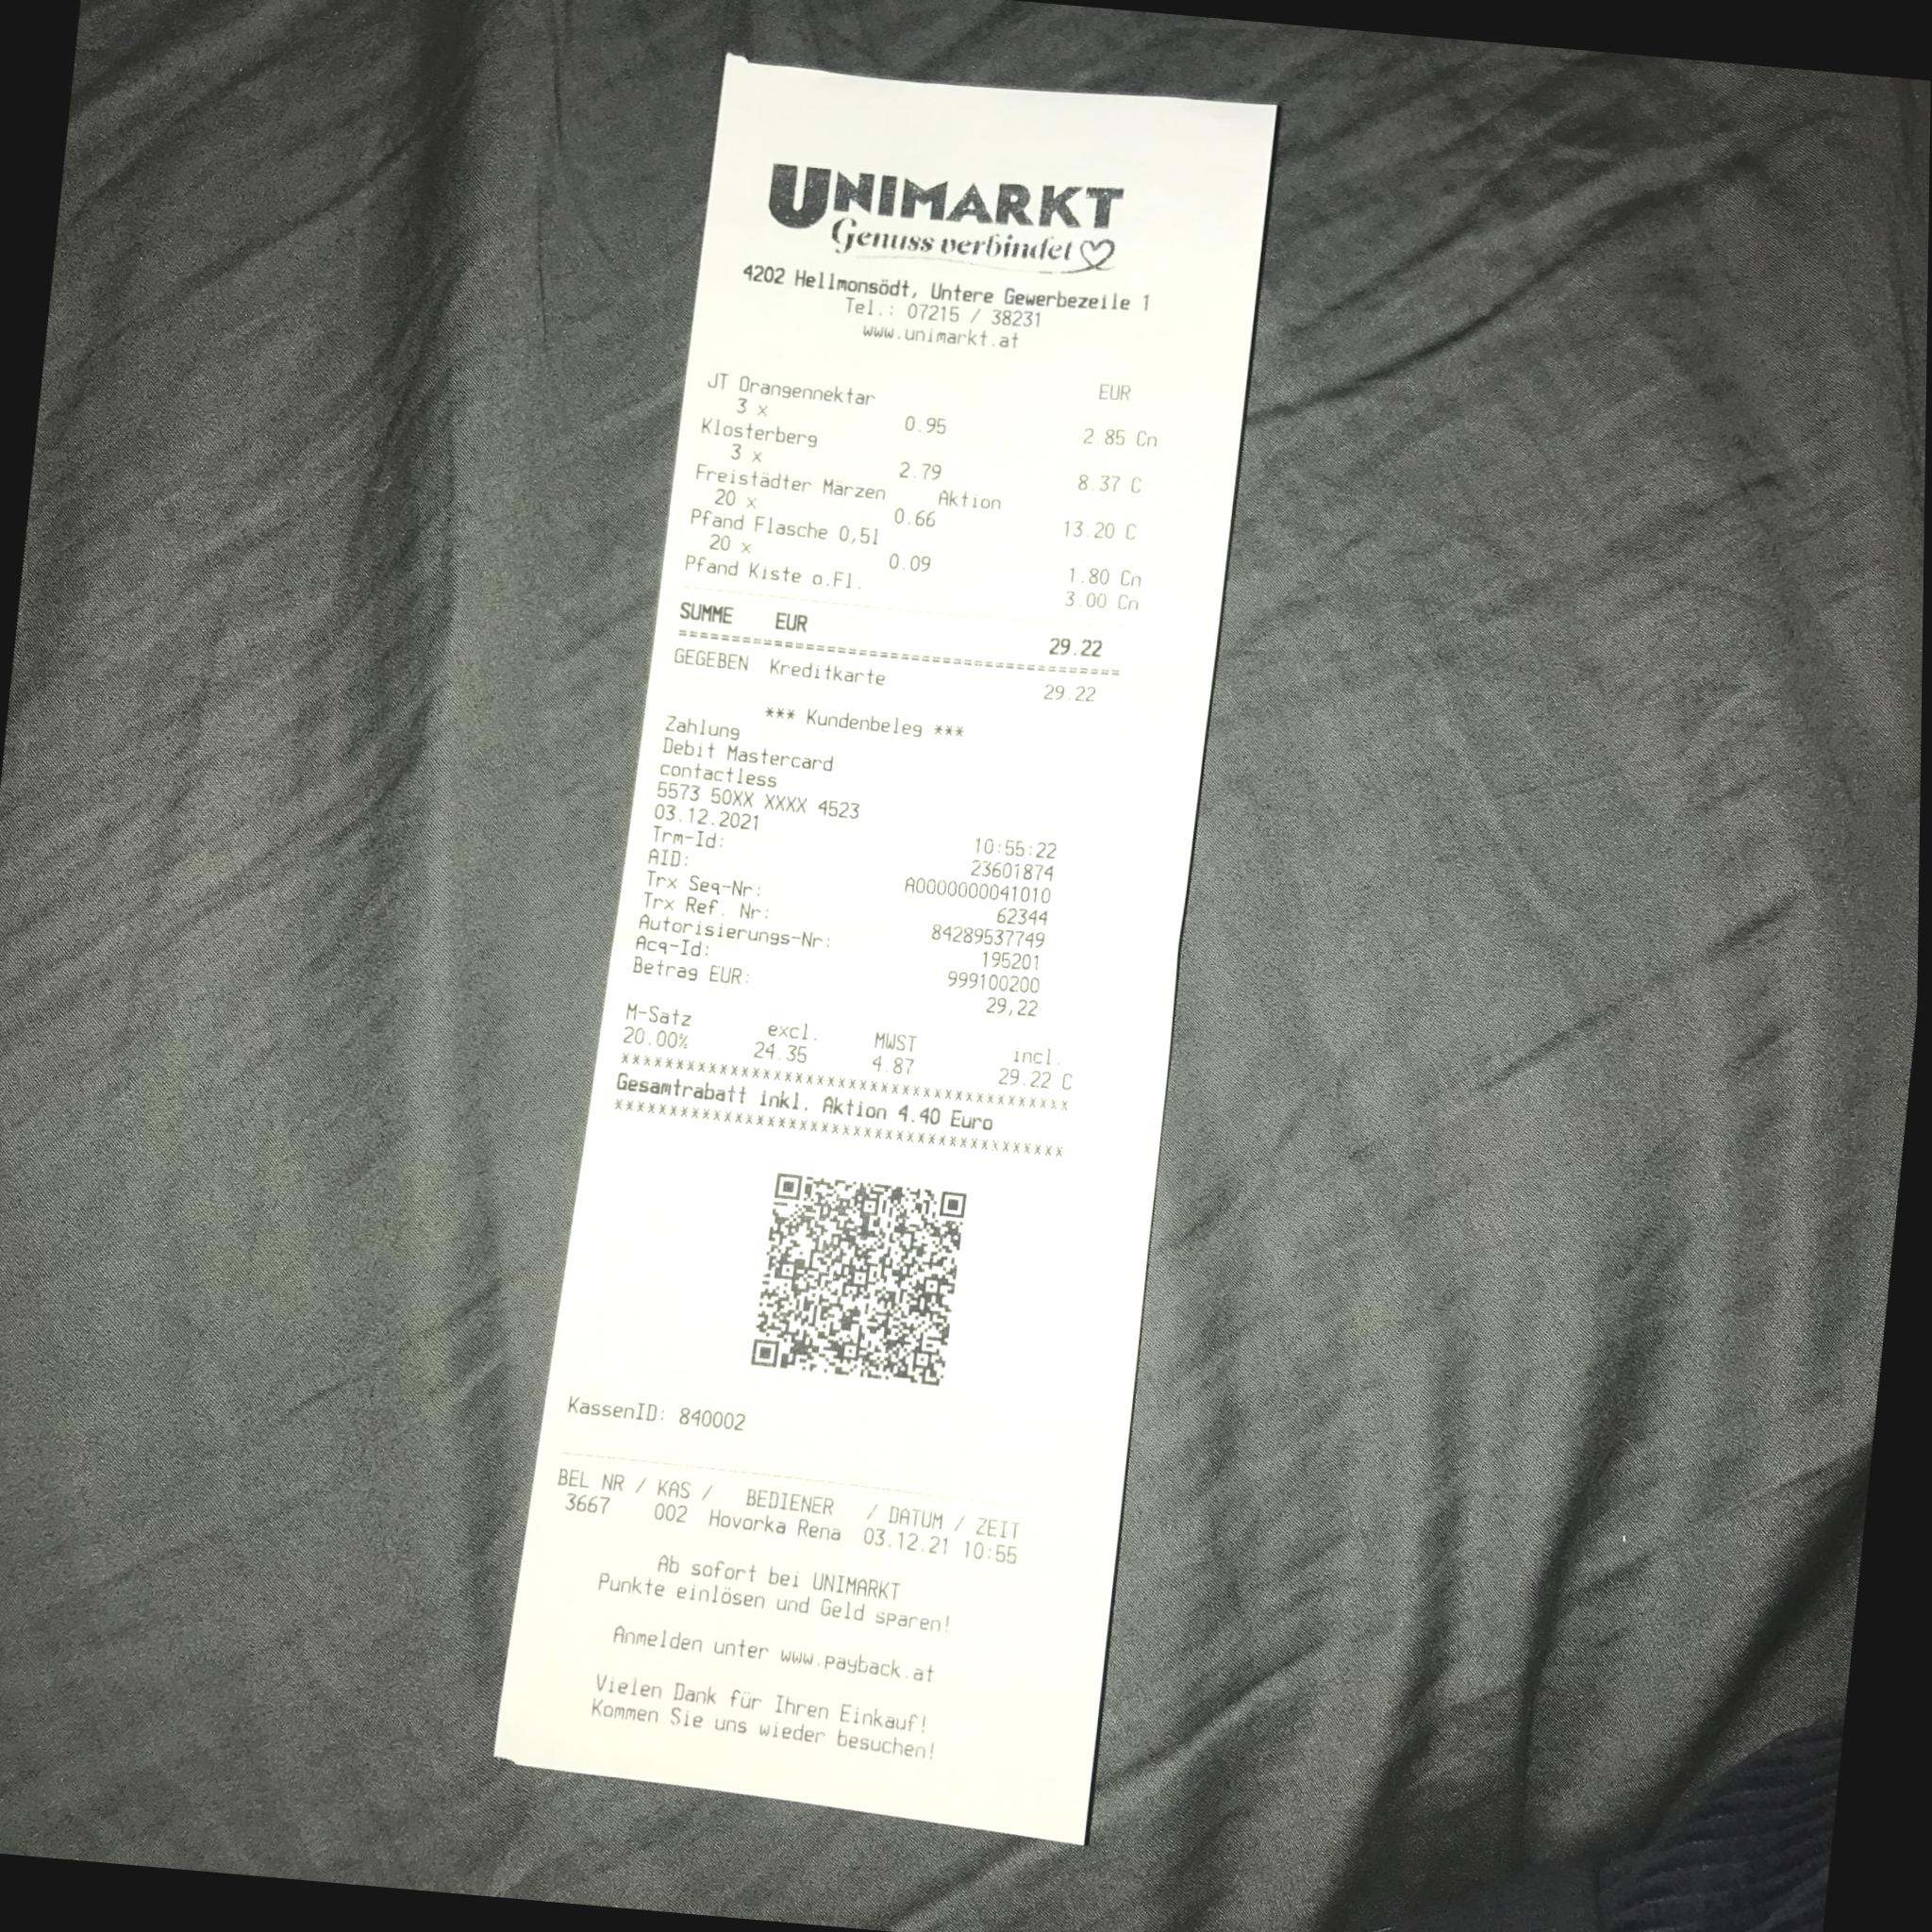 UNIMARKT
Genuss verbindet
4202 Hellmonsödt, Untere Gewerbezeile 1
Tel.: 07215 / 38231
www.unimarkt.at
EUR
JT Orangennektar
3 x 0.95 2.85 Cn
Klosterberg
3 x 2.79 8.37 C
Freistädter Märzen Aktion
20 x 0.66 13.20 C
Pfand Flasche 0,5l
20 x 0.09 1.80 Cn
Pfand Kiste o.Fl. 3.00 Cn
SUMME EUR 29.22
========================================
GEGEBEN Kreditkarte 29.22
*** Kundenbeleg ***
Zahlung
Debit Mastercard
contactless
5573 50XX XXXX 4523
03.12.2021 10:55:22
Trm-Id: 23601874
AID: A0000000041010
Trx Seq-Nr: 62344
Trx Ref. Nr: 84289537749
Autorisierungs-Nr: 195201
Acq-Id: 999100200
Betrag EUR: 29,22
M-Satz excl. MWST incl.
20.00% 24.35 4.87 29.22 C
xxxxxxxxxxxxxxxxxxxxxxxxxxxxxxxxxxxxxxxxx
Gesamtrabatt inkl. Aktion 4.40 Euro
xxxxxxxxxxxxxxxxxxxxxxxxxxxxxxxxxxxxxxxxx
KassenID: 840002
BEL NR / KAS / BEDIENER / DATUM / ZEIT
3667 002 Hovorka Rena 03.12.21 10:55
Ab sofort bei UNIMARKT
Punkte einlösen und Geld sparen!
Anmelden unter www.payback.at
Vielen Dank für Ihren Einkauf!
Kommen Sie uns wieder besuchen!